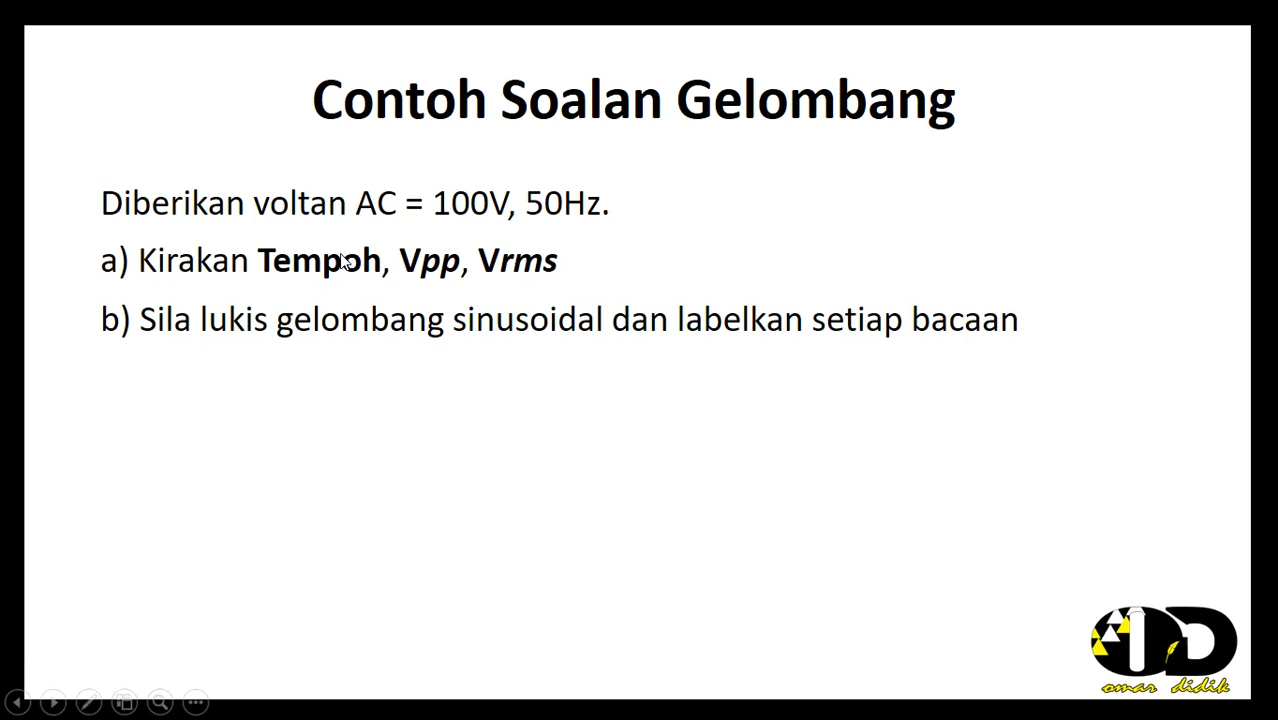 Contoh Soalan Gelombang
Diberikan voltan AC = 100V, 50Hz.
a) Kirakan Tempoh, Vpp, Vrms
b) Sila lukis gelombang sinusoidal dan labelkan setiap bacaan
OD
omar didik